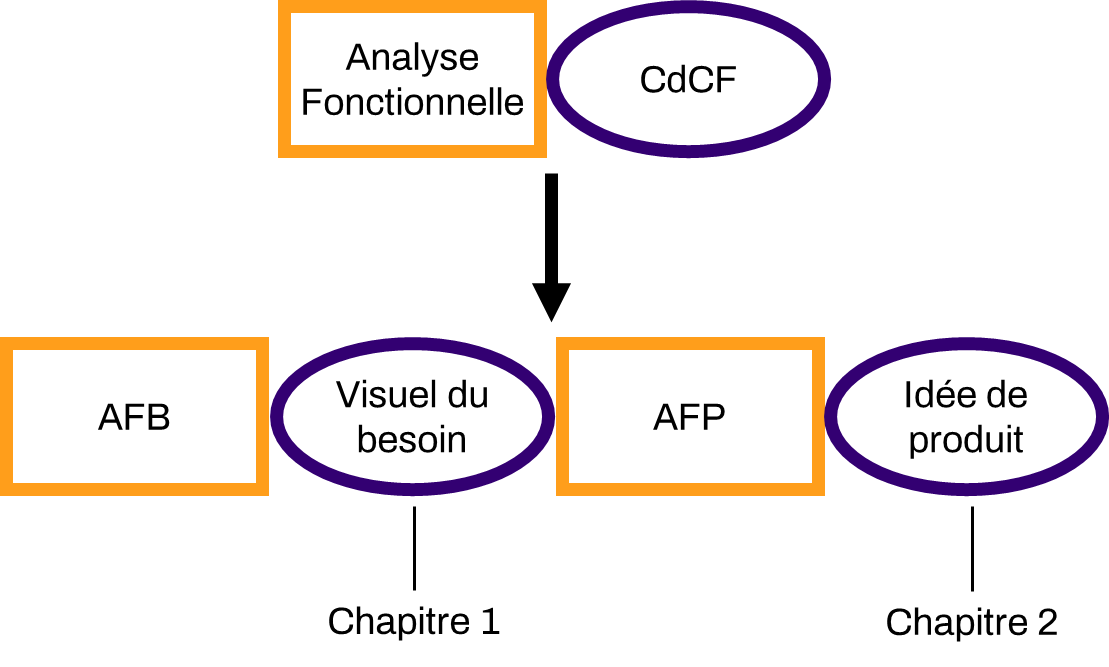 Analyse
Fonctionnelle
CdCF
AFB
Visuel du
besoin
AFP
Idée de
produit
Chapitre 1
Chapitre 2